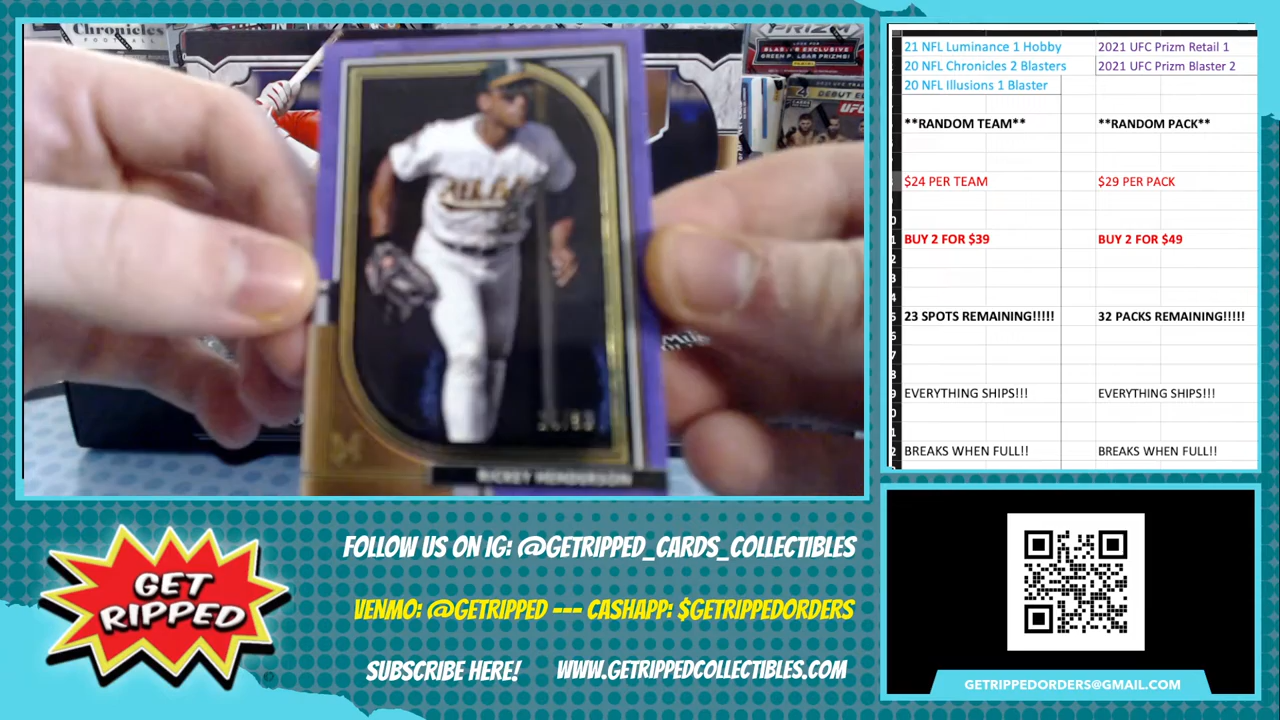 Chronicles
FOOTBALL
PRIZM
RICKEY HENDERSON
21 NFL Luminance 1 Hobby
20 NFL Chronicles 2 Blasters
20 NFL Illusions 1 Blaster
2021 UFC Prizm Retail 1
2021 UFC Prizm Blaster 2
**RANDOM TEAM**
**RANDOM PACK**
$24 PER TEAM
$29 PER PACK
BUY 2 FOR $39
BUY 2 FOR $49
23 SPOTS REMAINING!!!!!
32 PACKS REMAINING!!!!!
EVERYTHING SHIPS!!!
EVERYTHING SHIPS!!!
BREAKS WHEN FULL!!
BREAKS WHEN FULL!!
GET
RIPPED
FOLLOW US ON IG: @GETRIPPED_CARDS_COLLECTIBLES
VENMO: @GETRIPPED --- CASHAPP: $GETRIPPEDORDERS
SUBSCRIBE HERE!
WWW.GETRIPPEDCOLLECTIBLES.COM
GETRIPPEDORDERS@GMAIL.COM